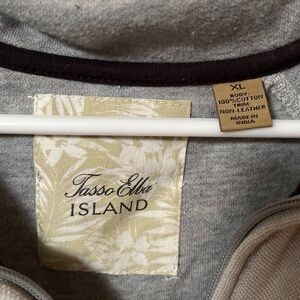 XL
BODY
100% COTTON
TRIM
NON-LEATHER
MADE IN
INDIA
Tasso Elba
ISLAND